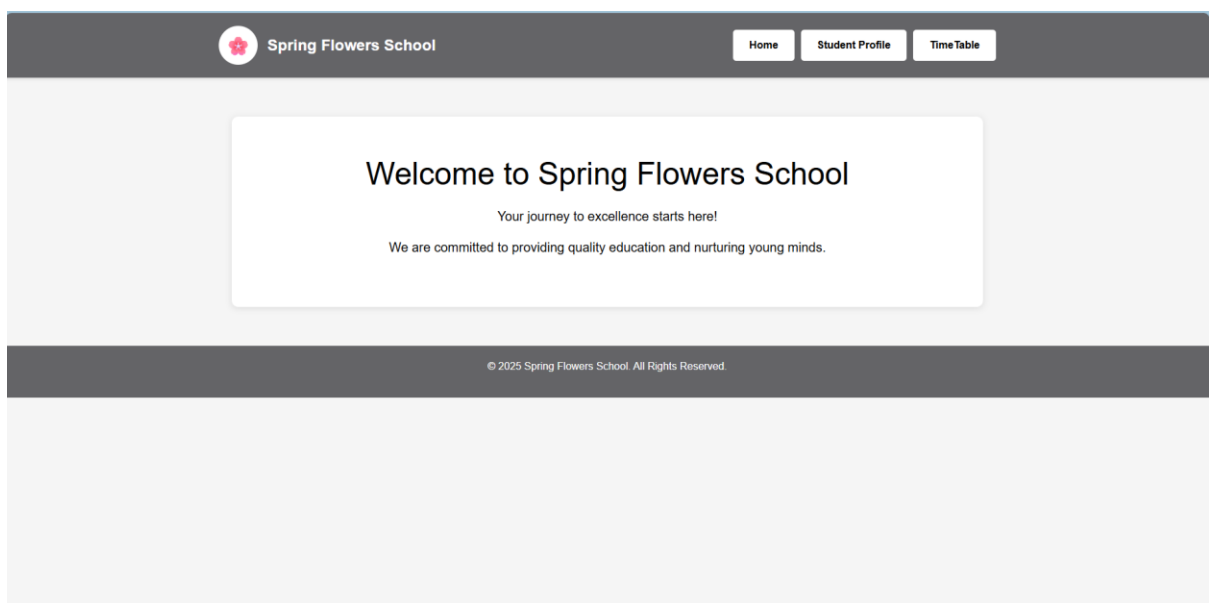 Spring Flowers School
Home
Student Profile
TimeTable
Welcome to Spring Flowers School
Your journey to excellence starts here!
We are committed to providing quality education and nurturing young minds.
© 2025 Spring Flowers School. All Rights Reserved.